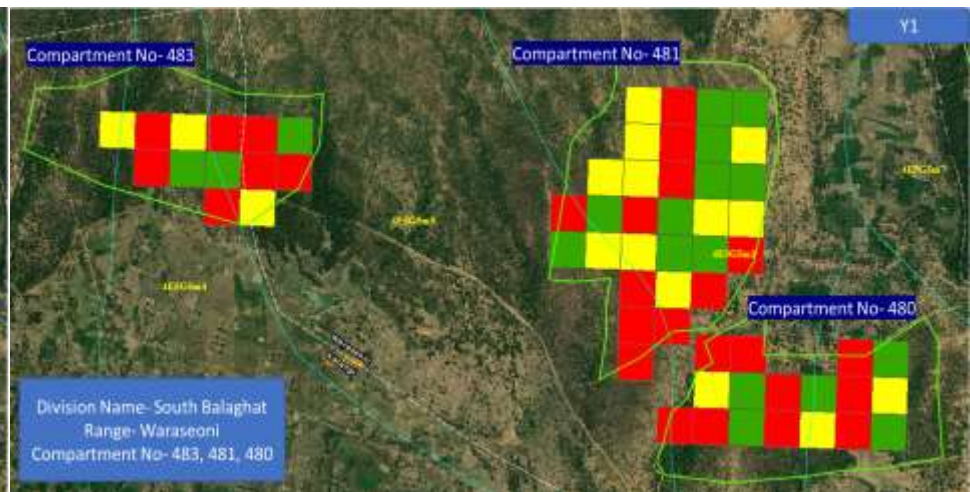 Y1
Compartment No- 483
Compartment No- 481
Compartment No- 480
Division Name- South Balaghat
Range- Waraseoni
Compartment No- 483, 481, 480